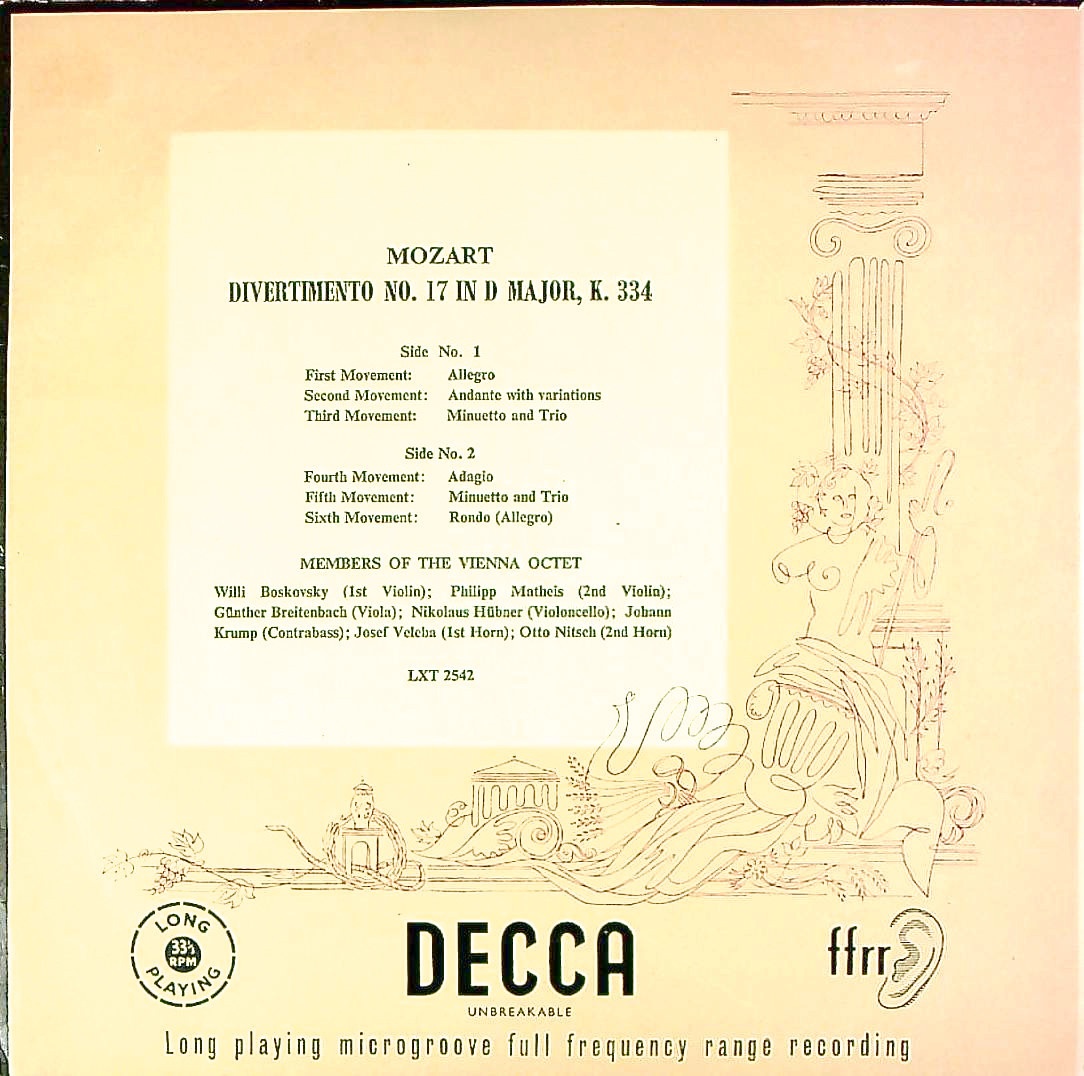 MOZART
DIVERTIMENTO NO. 17 IN D MAJOR, K. 334
Side No. 1
First Movement: Allegro
Second Movement: Andante with variations
Third Movement: Minuetto and Trio
Side No. 2
Fourth Movement: Adagio
Fifth Movement: Minuetto and Trio
Sixth Movement: Rondo (Allegro)
MEMBERS OF THE VIENNA OCTET
Willi Boskovsky (1st Violin); Philipp Matheis (2nd Violin);
Günther Breitenbach (Viola); Nikolaus Hübner (Violoncello); Johann
Krump (Contrabass); Josef Veleba (1st Horn); Otto Nitsch (2nd Horn)
LXT 2542
LONG
33⅓
RPM
PLAYING
DECCA
UNBREAKABLE
ffrr
Long playing microgroove full frequency range recording